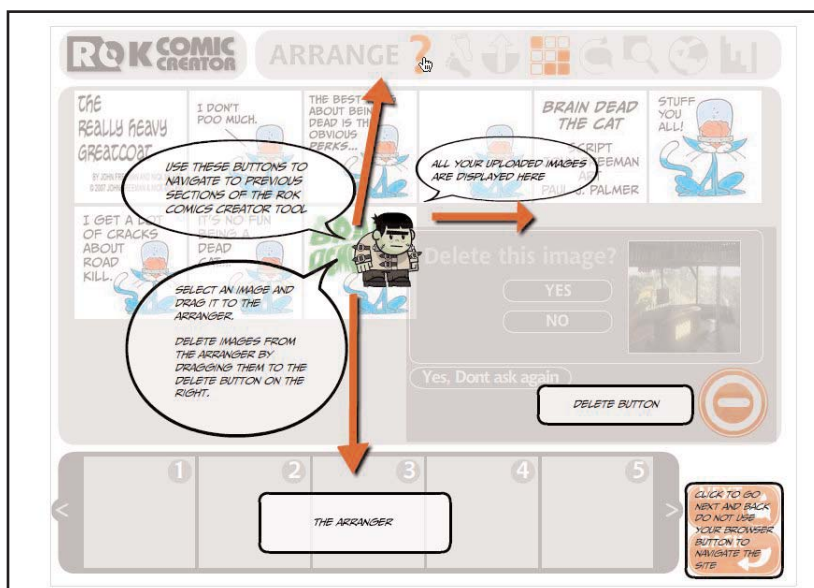 ROK COMIC
CREATOR
ARRANGE ?
THE
REALLY HEAVY
GREATCOAT
I DON'T
POO MUCH.
THE BEST
ABOUT BEIN
DEAD IS TH
OBVIOUS
PERKS...
BRAIN DEAD
THE CAT
SCRIPT
EEMAN
ART
PAUL J. PALMER
STUFF
YOU
ALL!
USE THESE BUTTONS TO
NAVIGATE TO PREVIOUS
SECTIONS OF THE ROK
COMICS CREATOR TOOL
ALL YOUR UPLOADED IMAGES
ARE DISPLAYED HERE
I GET A LOT
OF CRACKS
ABOUT
ROAD
KILL.
IT'S NO FUN
BEING A
DEAD
CAT...
Delete this image?
YES
NO
Yes, Dont ask again
SELECT AN IMAGE AND
DRAG IT TO THE
ARRANGER.
DELETE IMAGES FROM
THE ARRANGER BY
DRAGGING THEM TO THE
DELETE BUTTON ON THE
RIGHT.
DELETE BUTTON
1 2 3 4 5
< >
THE ARRANGER
NEXT
CLICK TO GO
NEXT AND BACK
DO NOT USE
YOUR BROWSER
BUTTON TO
NAVIGATE THE
SITE